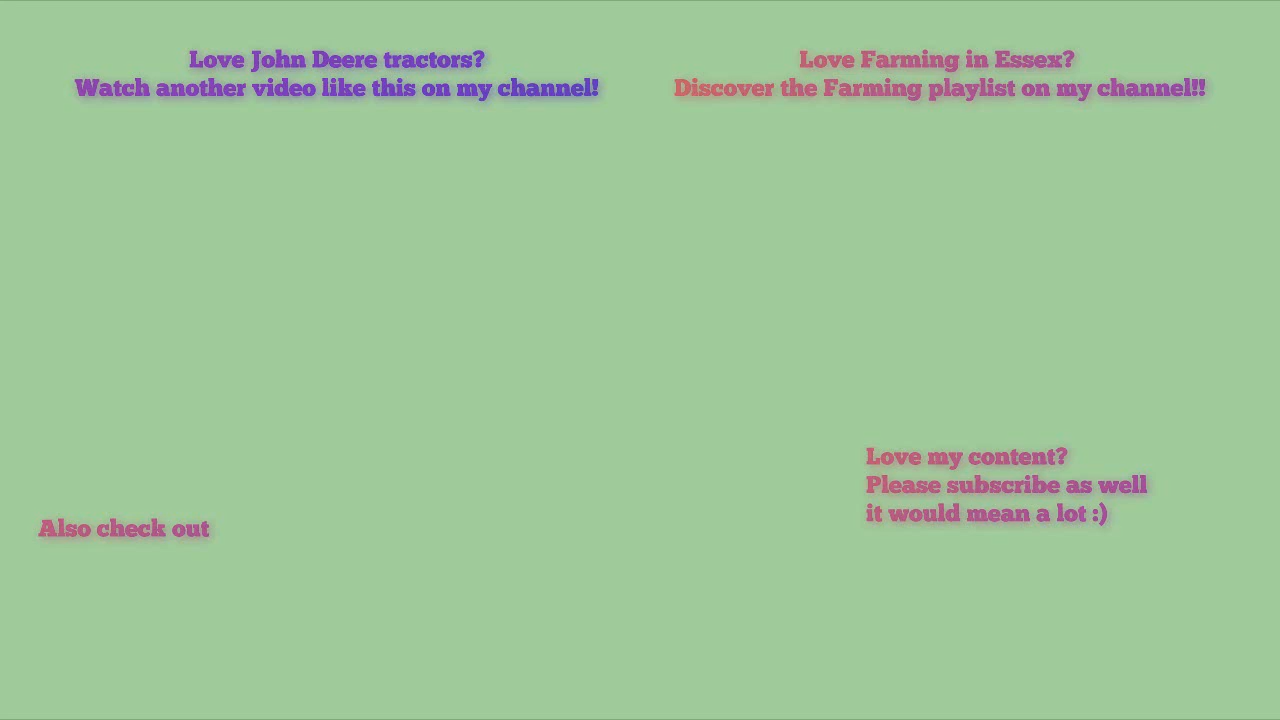 Love John Deere tractors?
Watch another video like this on my channel!
Love Farming in Essex?
Discover the Farming playlist on my channel!!
Love my content?
Please subscribe as well
it would mean a lot :)
Also check out